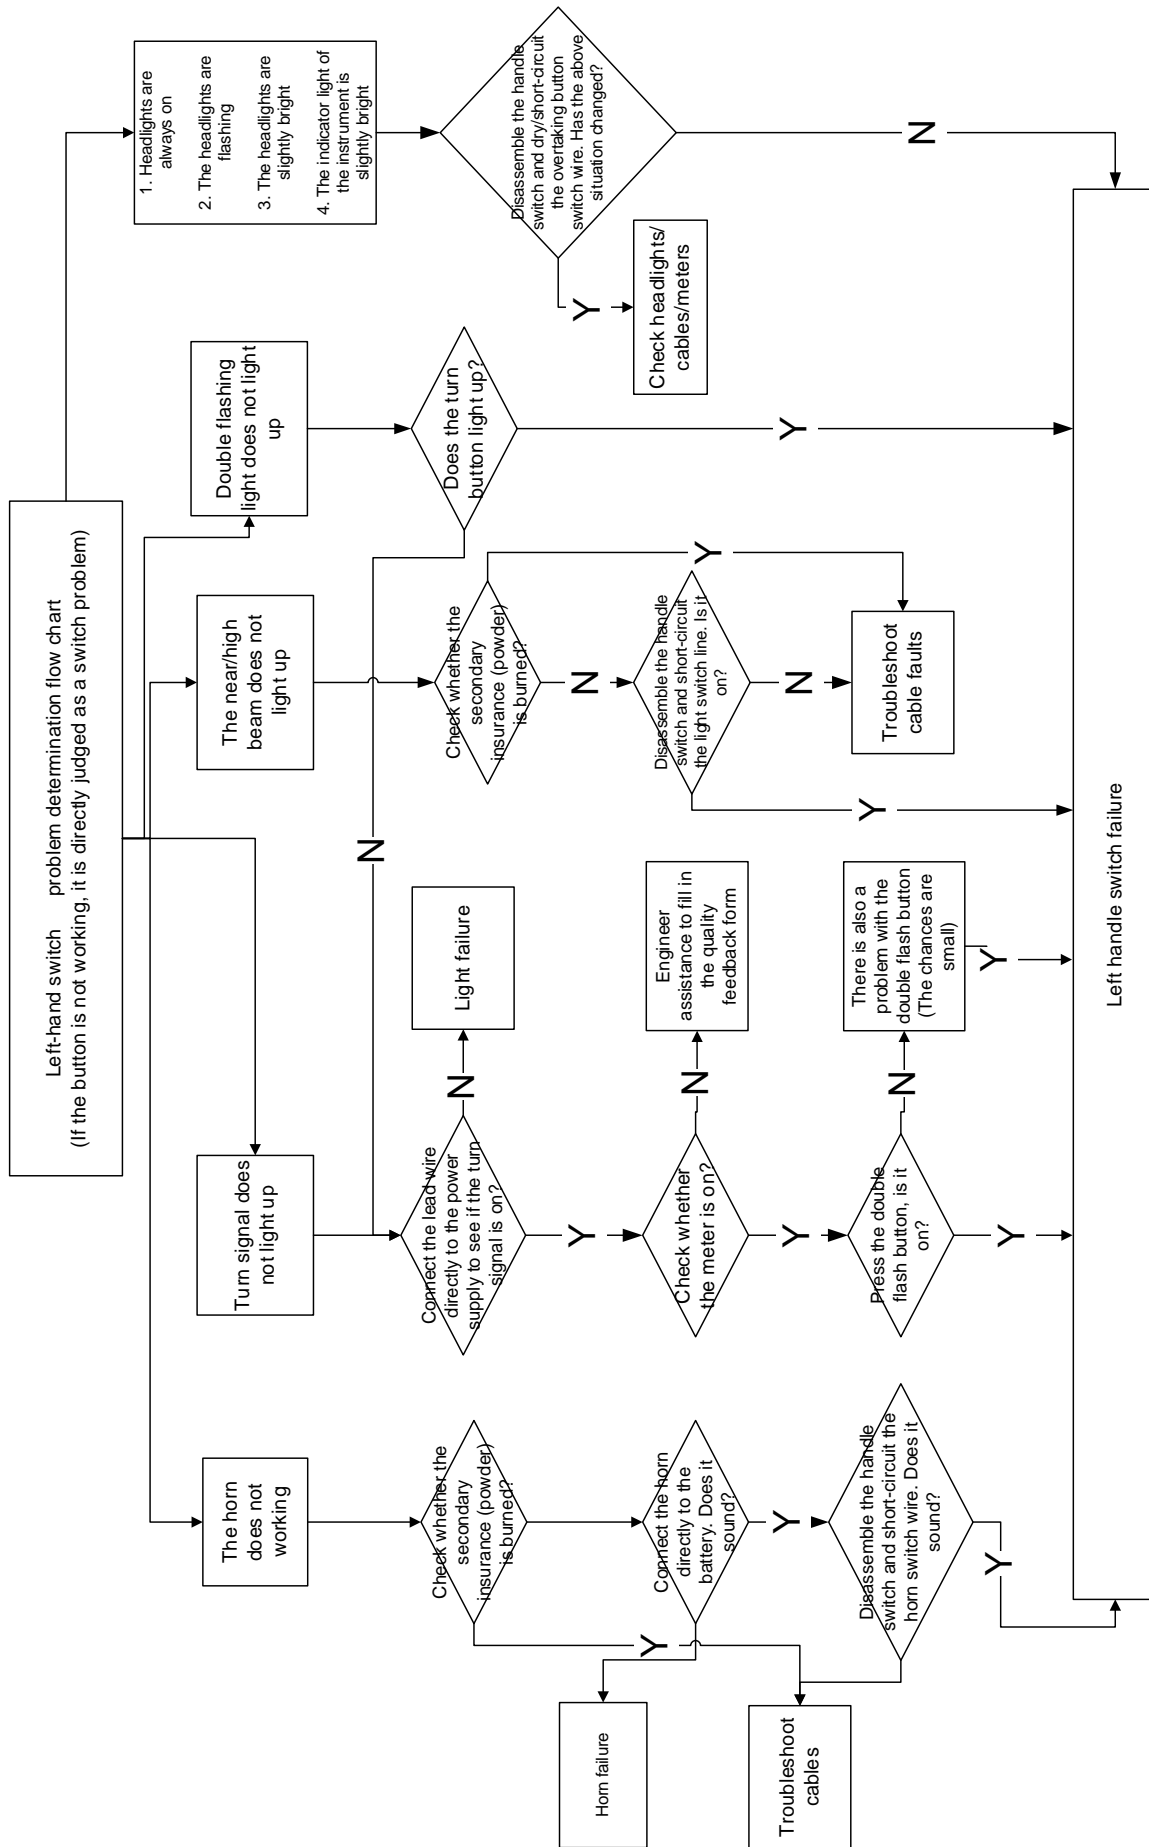 Left-hand switch problem determination flow chart
(If the button is not working, it is directly judged as a switch problem)
The horn
does not
working
Turn signal does
not light up
The near/high
beam does not
light up
Double flashing
light does not light
up
1. Headlights are
always on
2. The headlights are
flashing
3. The headlights are
slightly bright
4. The indicator light of
the instrument is
slightly bright
Check whether the
secondary
insurance (powder)
is burned?
Connect the lead wire
directly to the power
supply to see if the turn
signal is on?
Check whether the
secondary
insurance (powder)
is burned?
Does the turn
button light up?
Disassemble the handle
switch and dry/short-circuit
the overtaking button
switch wire. Has the above
situation changed?
N
N
Light failure
Y
N
Y
Y
N
Horn failure
Connect the horn
directly to the
battery. Does it
sound?
Y
Check whether
the meter is on?
N
Engineer
assistance to fill in
the quality
feedback form
Disassemble the handle
switch and short-circuit
the light switch line. Is it
on?
Y
Check headlights/
cables/meters
Y
Y
Y
N
Troubleshoot
cables
Disassemble the handle
switch and short-circuit the
horn switch wire. Does it
sound?
Press the double
flash button, is it
on?
N
There is also a
problem with the
double flash button
(The chances are
small)
Troubleshoot
cable faults
Y
Y
Y
Left handle switch failure